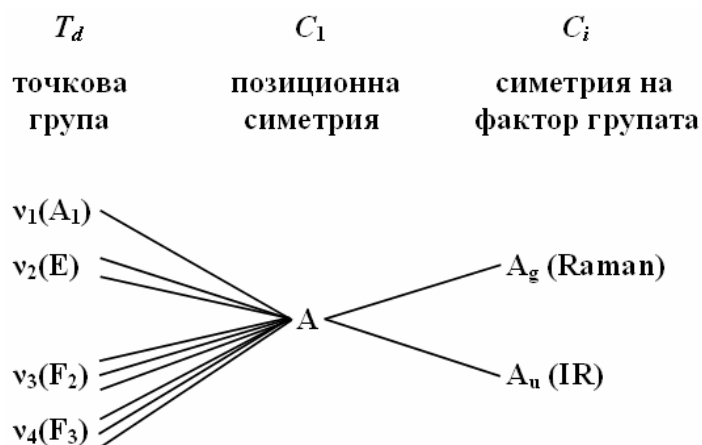 T_d C_1 C_i
точкова позиционна симетрия на
група симетрия фактор групата
ν₁(A₁)
ν₂(E) A_g (Raman)
A
ν₃(F₂) A_u (IR)
ν₄(F₃)